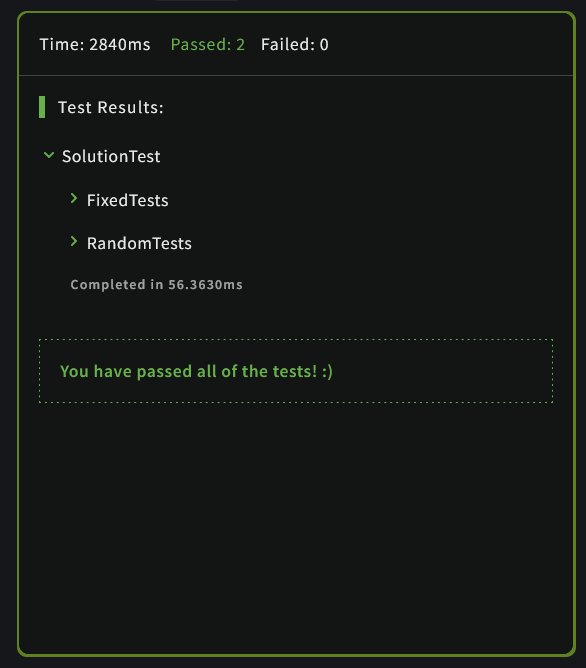 Time: 2840ms Passed: 2 Failed: 0
Test Results:
SolutionTest
FixedTests
RandomTests
Completed in 56.3630ms
You have passed all of the tests! :)